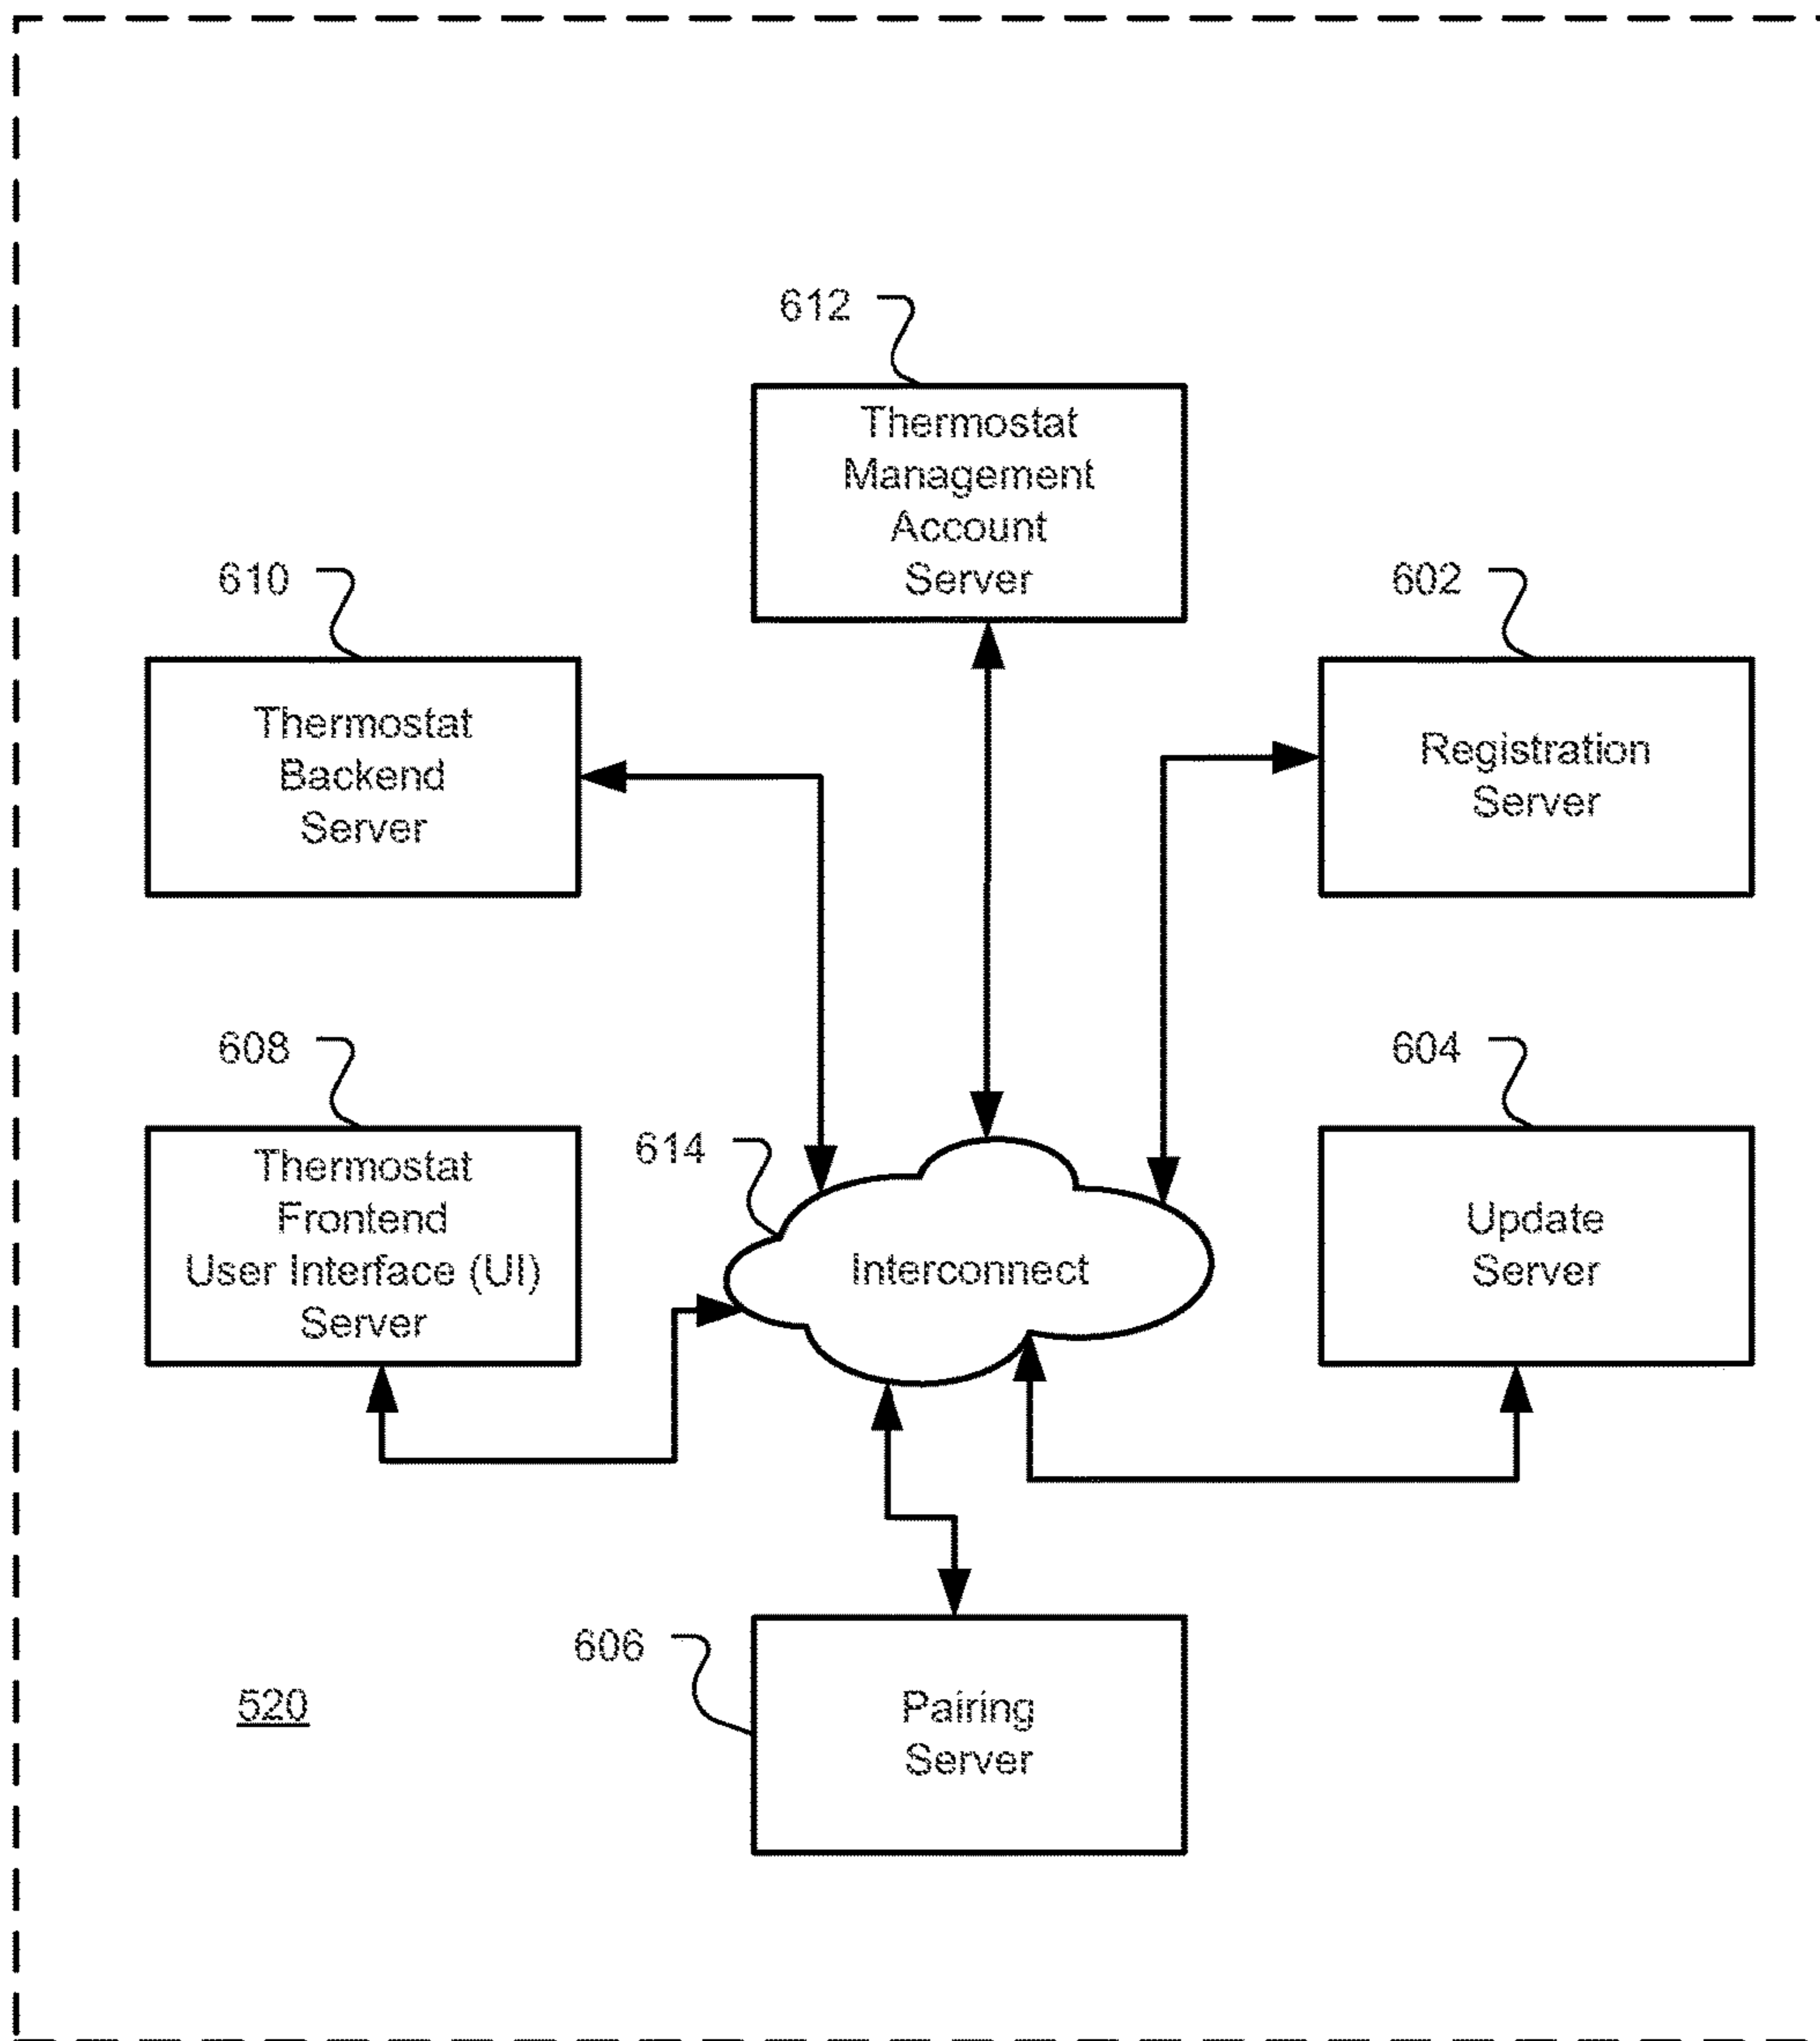 612
Thermostat
Management
Account
Server
610
Thermostat
Backend
Server
602
Registration
Server
608
Thermostat
Frontend
User Interface (UI)
Server
614
Interconnect
604
Update
Server
606
Pairing
Server
520